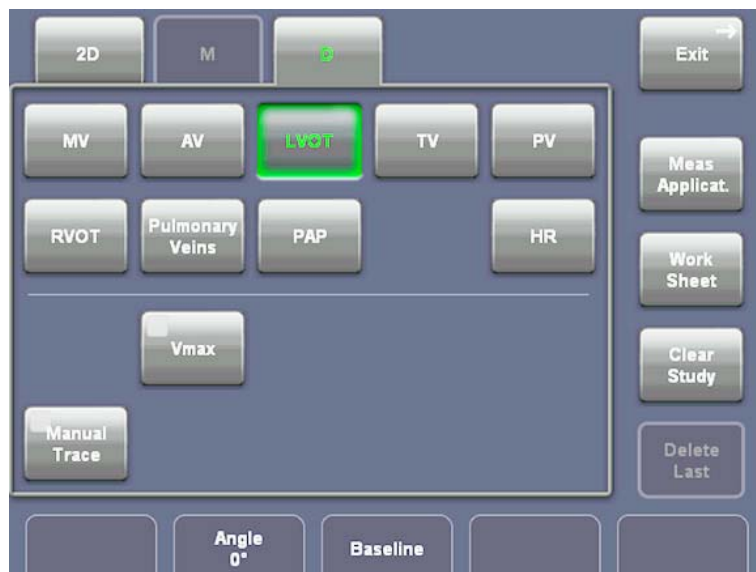 2D
M
D
Exit
MV
AV
LVOT
TV
PV
Meas
Applicat.
RVOT
Pulmonary
Veins
PAP
HR
Work
Sheet
Vmax
Clear
Study
Manual
Trace
Delete
Last
Angle
0°
Baseline